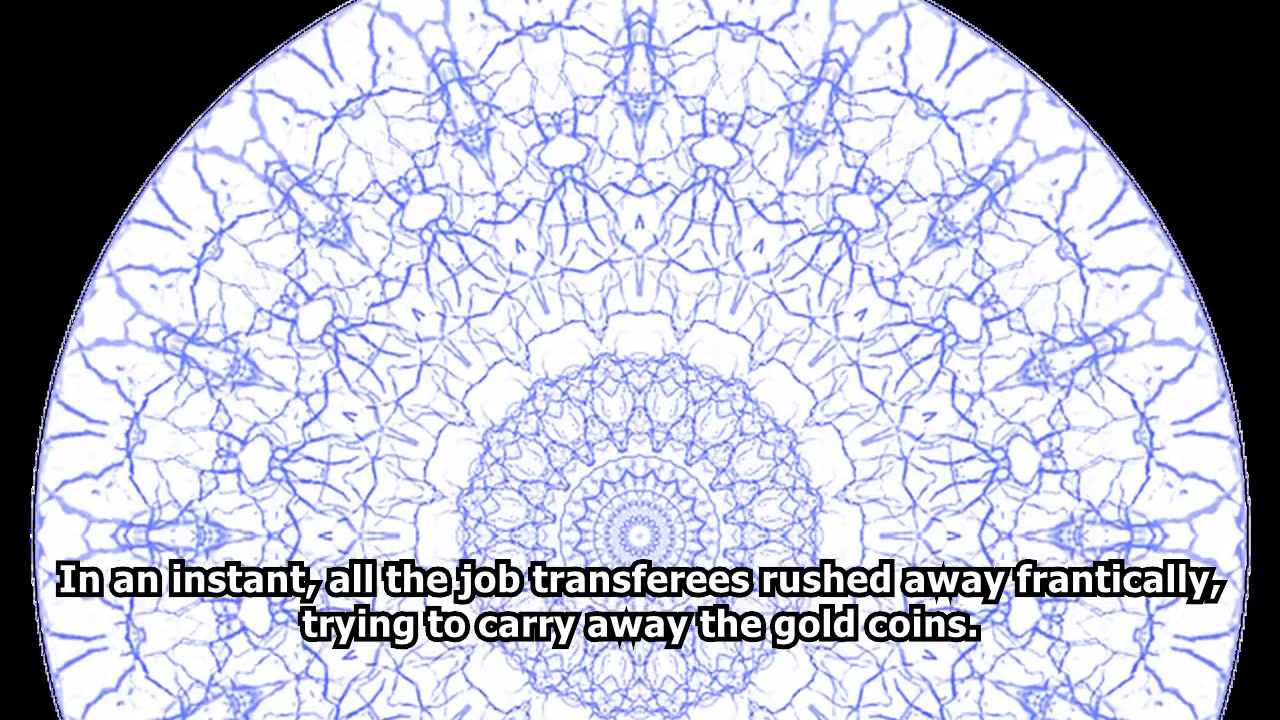 In an instant, all the job transferees rushed away frantically,
trying to carry away the gold coins.